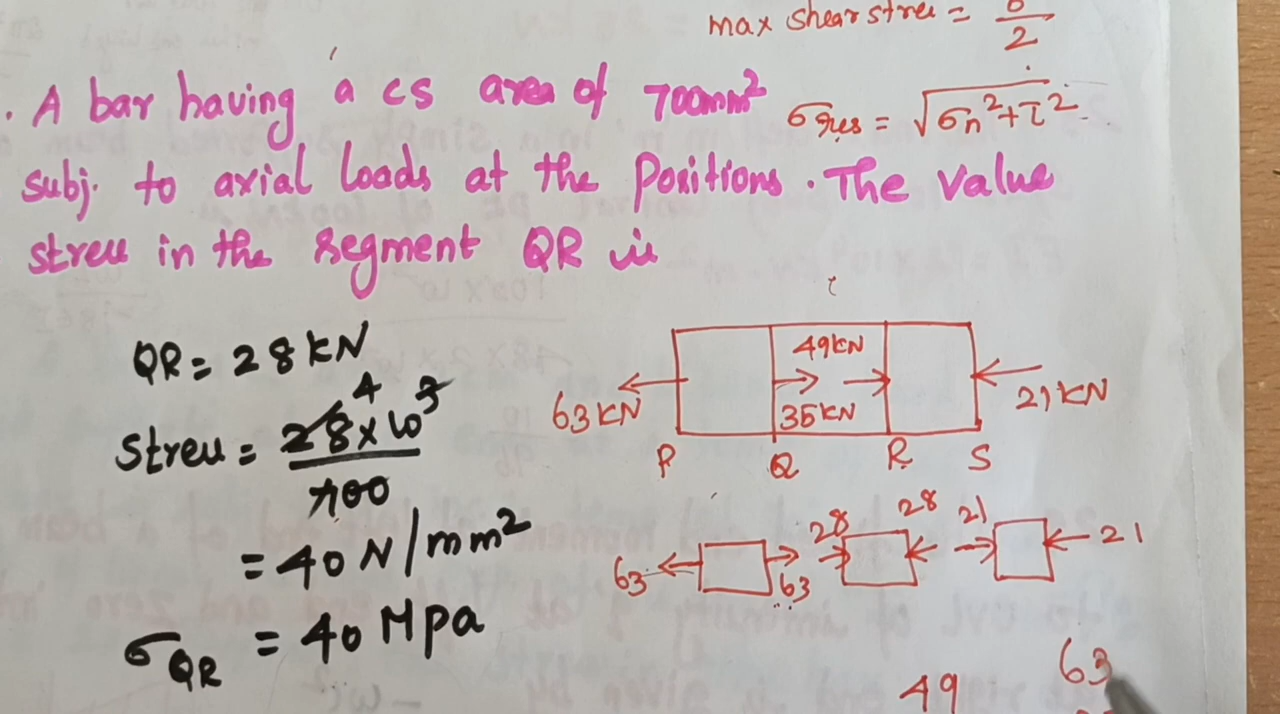 max shear stress = σ/2
. A bar having a cs area of 700mm²
σres = √σn²+τ²
subj. to axial loads at the Positions. The value
stress in the segment QR is
QR = 28 KN
Stress = 28×10³/700
= 40 N/mm²
σQR = 40 Mpa
63 KN
49KN
35KN
21KN
P Q R S
63 63 28 28 21 21
49 63